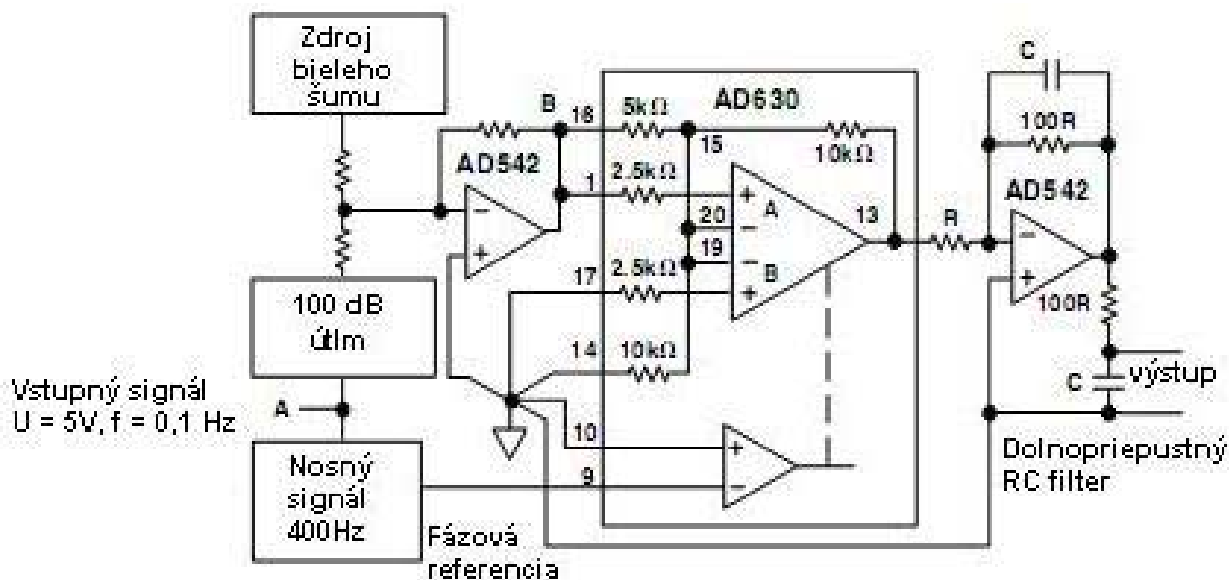 Zdroj
bieleho
šumu
B
16
5kΩ
AD630
C
100R
15
10kΩ
AD542
1
2.5kΩ
A
20
13
R
AD542
19
B
17
2.5kΩ
100 dB
útlm
14
10kΩ
100R
C
výstup
Vstupný signál
U = 5V, f = 0,1 Hz
A
Nosný
signál
400Hz
10
9
Fázová
referencia
Dolnopriepustný
RC filter
+
−
−
+
−
+
−
+
+
−